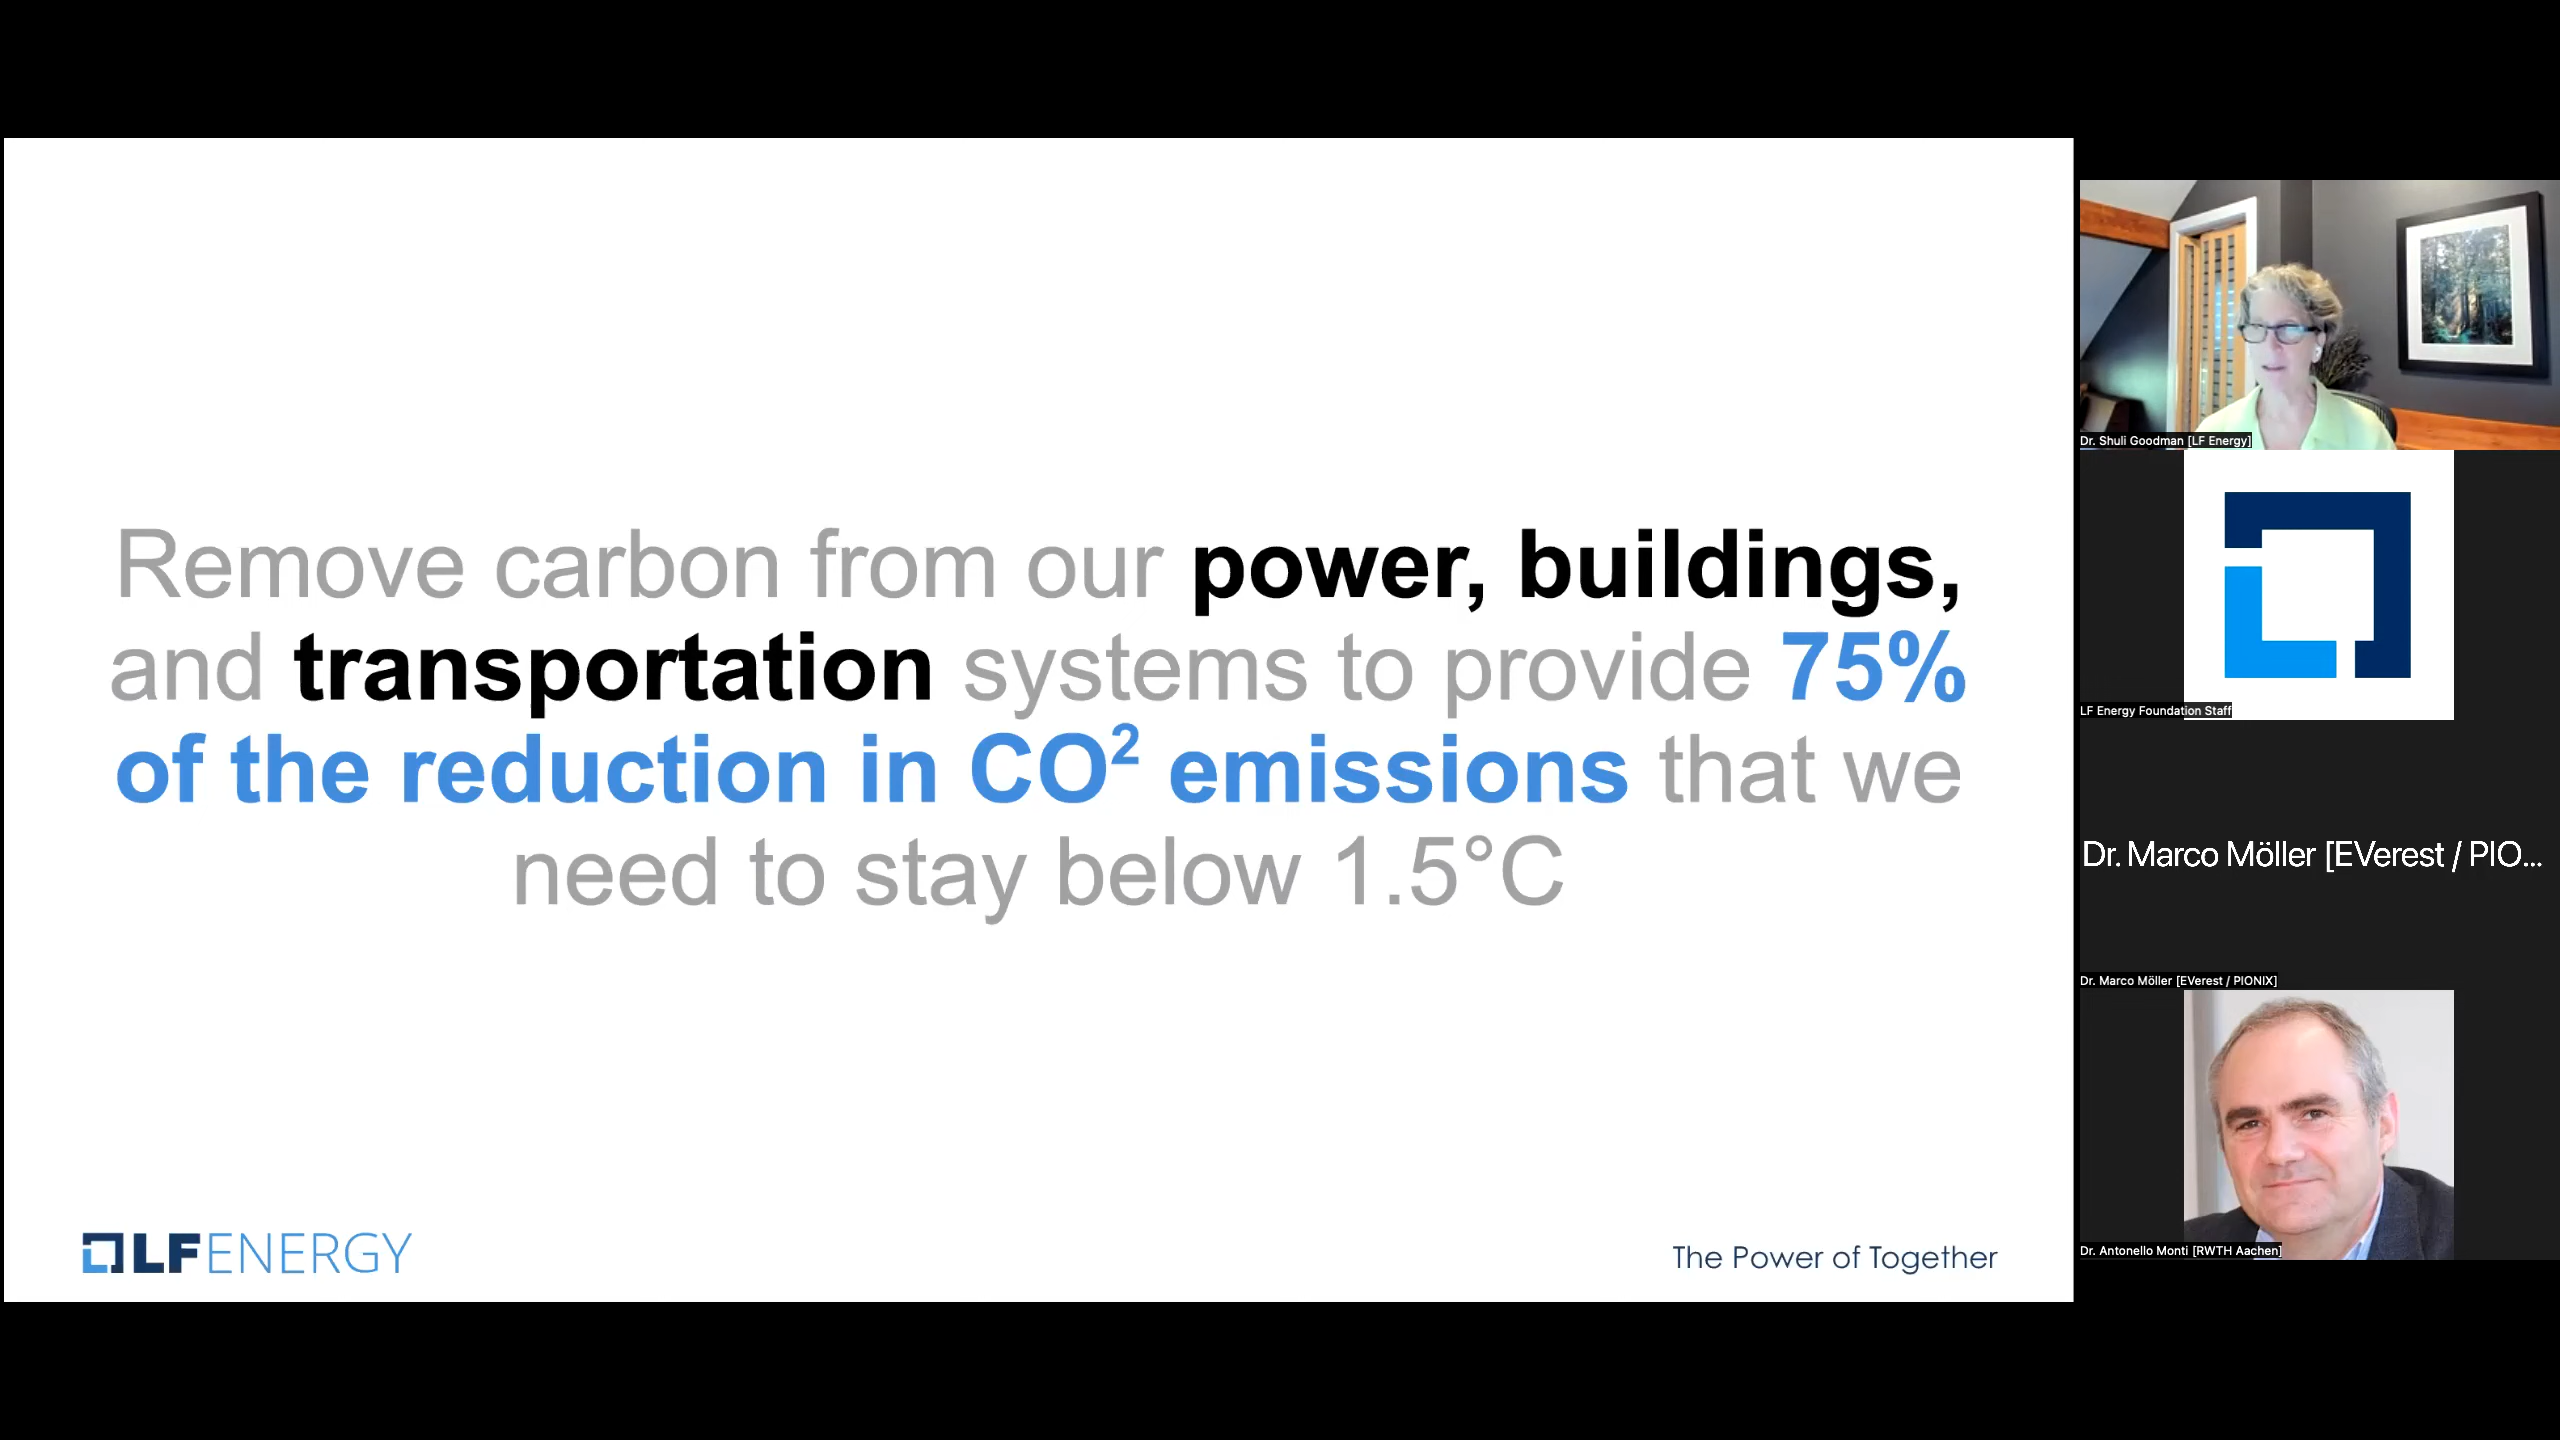 Remove carbon from our power, buildings,
and transportation systems to provide 75%
of the reduction in CO² emissions that we
need to stay below 1.5°C
LFENERGY
The Power of Together
Dr. Shuli Goodman [LF Energy]
LF Energy Foundation Staff
Dr. Marco Möller [EVerest / PIO...
Dr. Marco Möller [EVerest / PIONIX]
Dr. Antonello Monti [RWTH Aachen]